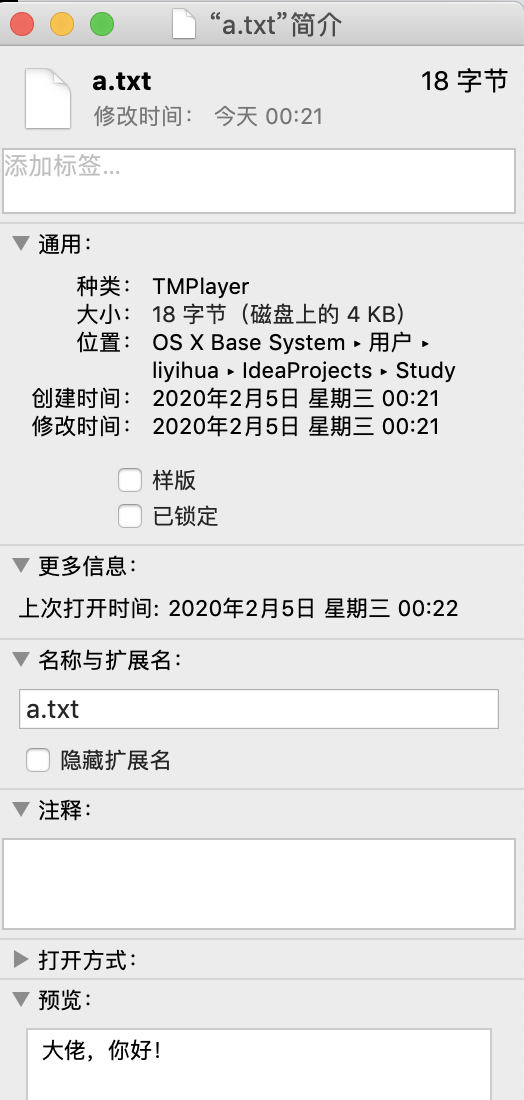 “a.txt”简介
a.txt 18 字节
修改时间： 今天 00:21
添加标签...
通用：
种类： TMPlayer
大小： 18 字节（磁盘上的 4 KB）
位置： OS X Base System ▸ 用户 ▸
liyihua ▸ IdeaProjects ▸ Study
创建时间： 2020年2月5日 星期三 00:21
修改时间： 2020年2月5日 星期三 00:21
样版
已锁定
更多信息：
上次打开时间: 2020年2月5日 星期三 00:22
名称与扩展名：
a.txt
隐藏扩展名
注释：
打开方式：
预览：
大佬，你好！